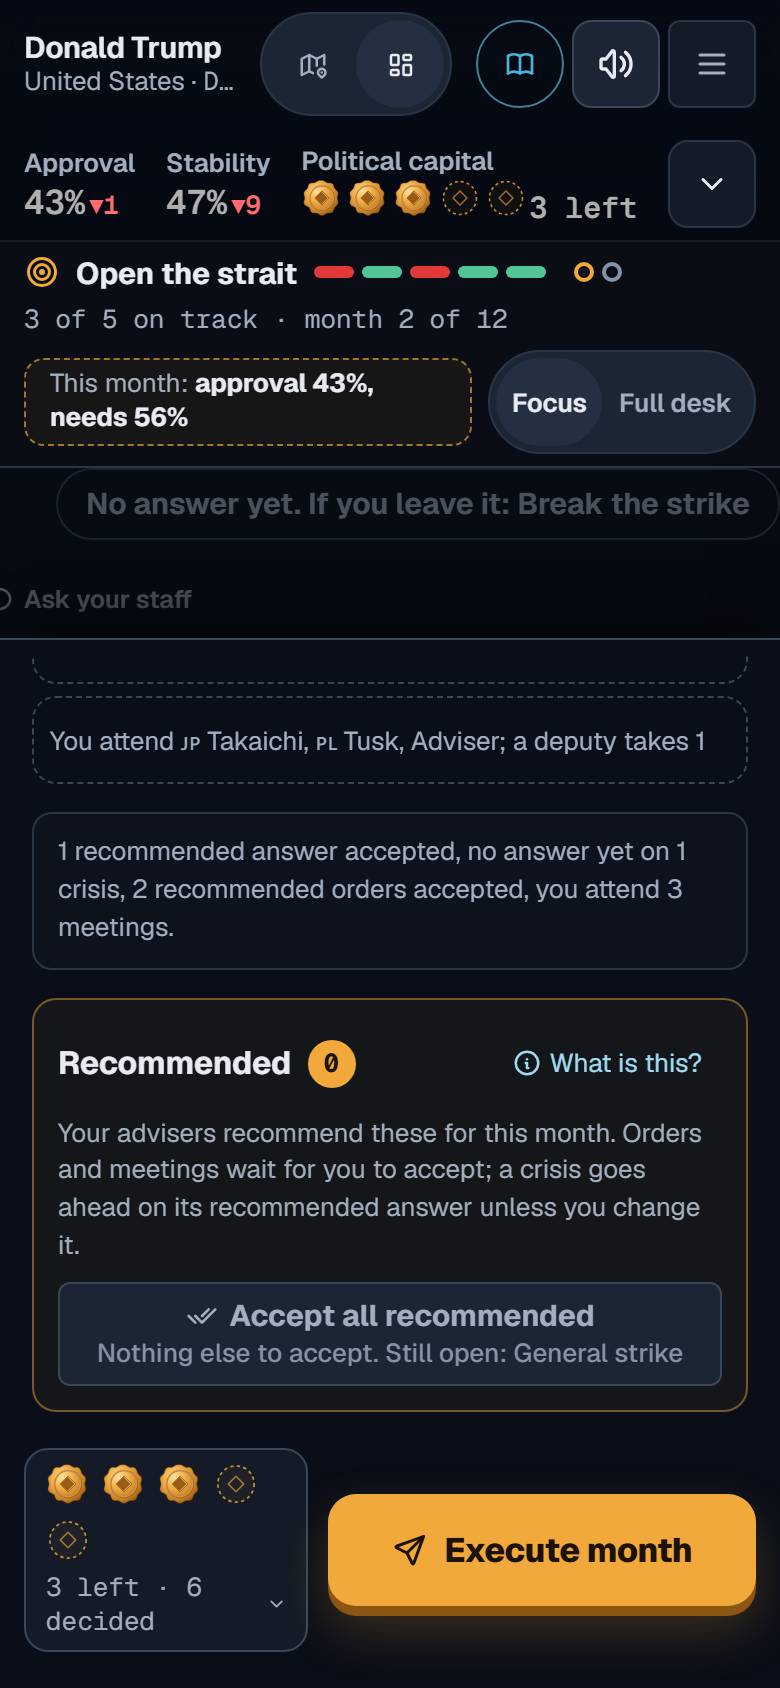 Donald Trump
United States · D...
Approval
43%▼1
Stability
47%▼9
Political capital
3 left
Open the strait
3 of 5 on track · month 2 of 12
This month: approval 43%,
needs 56%
Focus
Full desk
No answer yet. If you leave it: Break the strike
Ask your staff
You attend JP Takaichi, PL Tusk, Adviser; a deputy takes 1
1 recommended answer accepted, no answer yet on 1
crisis, 2 recommended orders accepted, you attend 3
meetings.
Recommended 0
What is this?
Your advisers recommend these for this month. Orders
and meetings wait for you to accept; a crisis goes
ahead on its recommended answer unless you change
it.
Accept all recommended
Nothing else to accept. Still open: General strike
3 left · 6
decided
Execute month